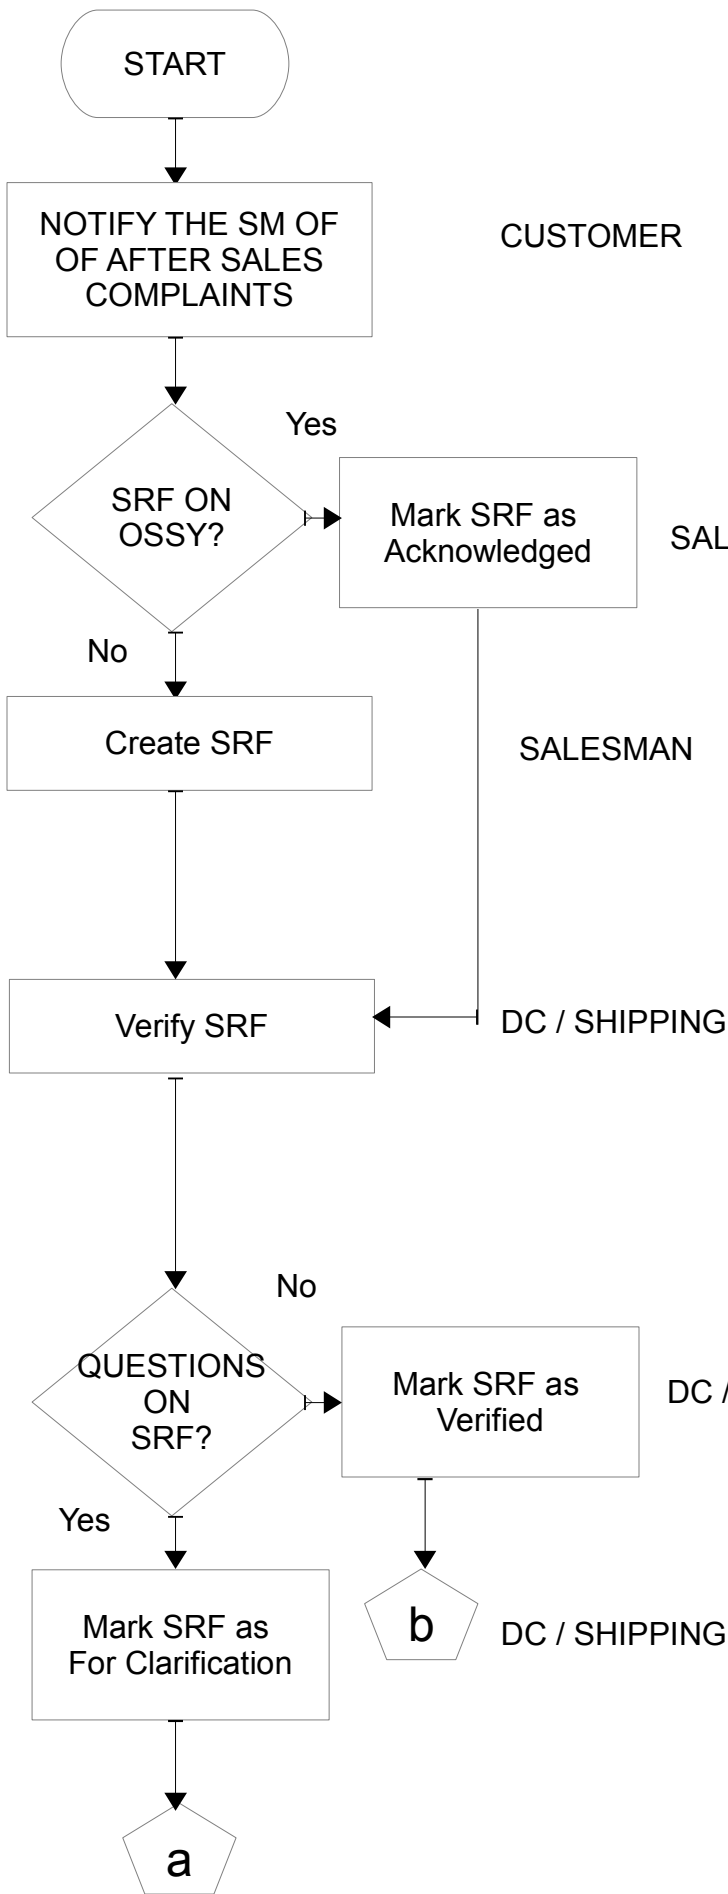 START
NOTIFY THE SM OF
OF AFTER SALES
COMPLAINTS
CUSTOMER
Yes
SRF ON
OSSY?
Mark SRF as
Acknowledged
SAL
No
Create SRF
SALESMAN
Verify SRF
DC / SHIPPING
No
QUESTIONS
ON
SRF?
Mark SRF as
Verified
DC /
Yes
Mark SRF as
For Clarification
b
DC / SHIPPING
a